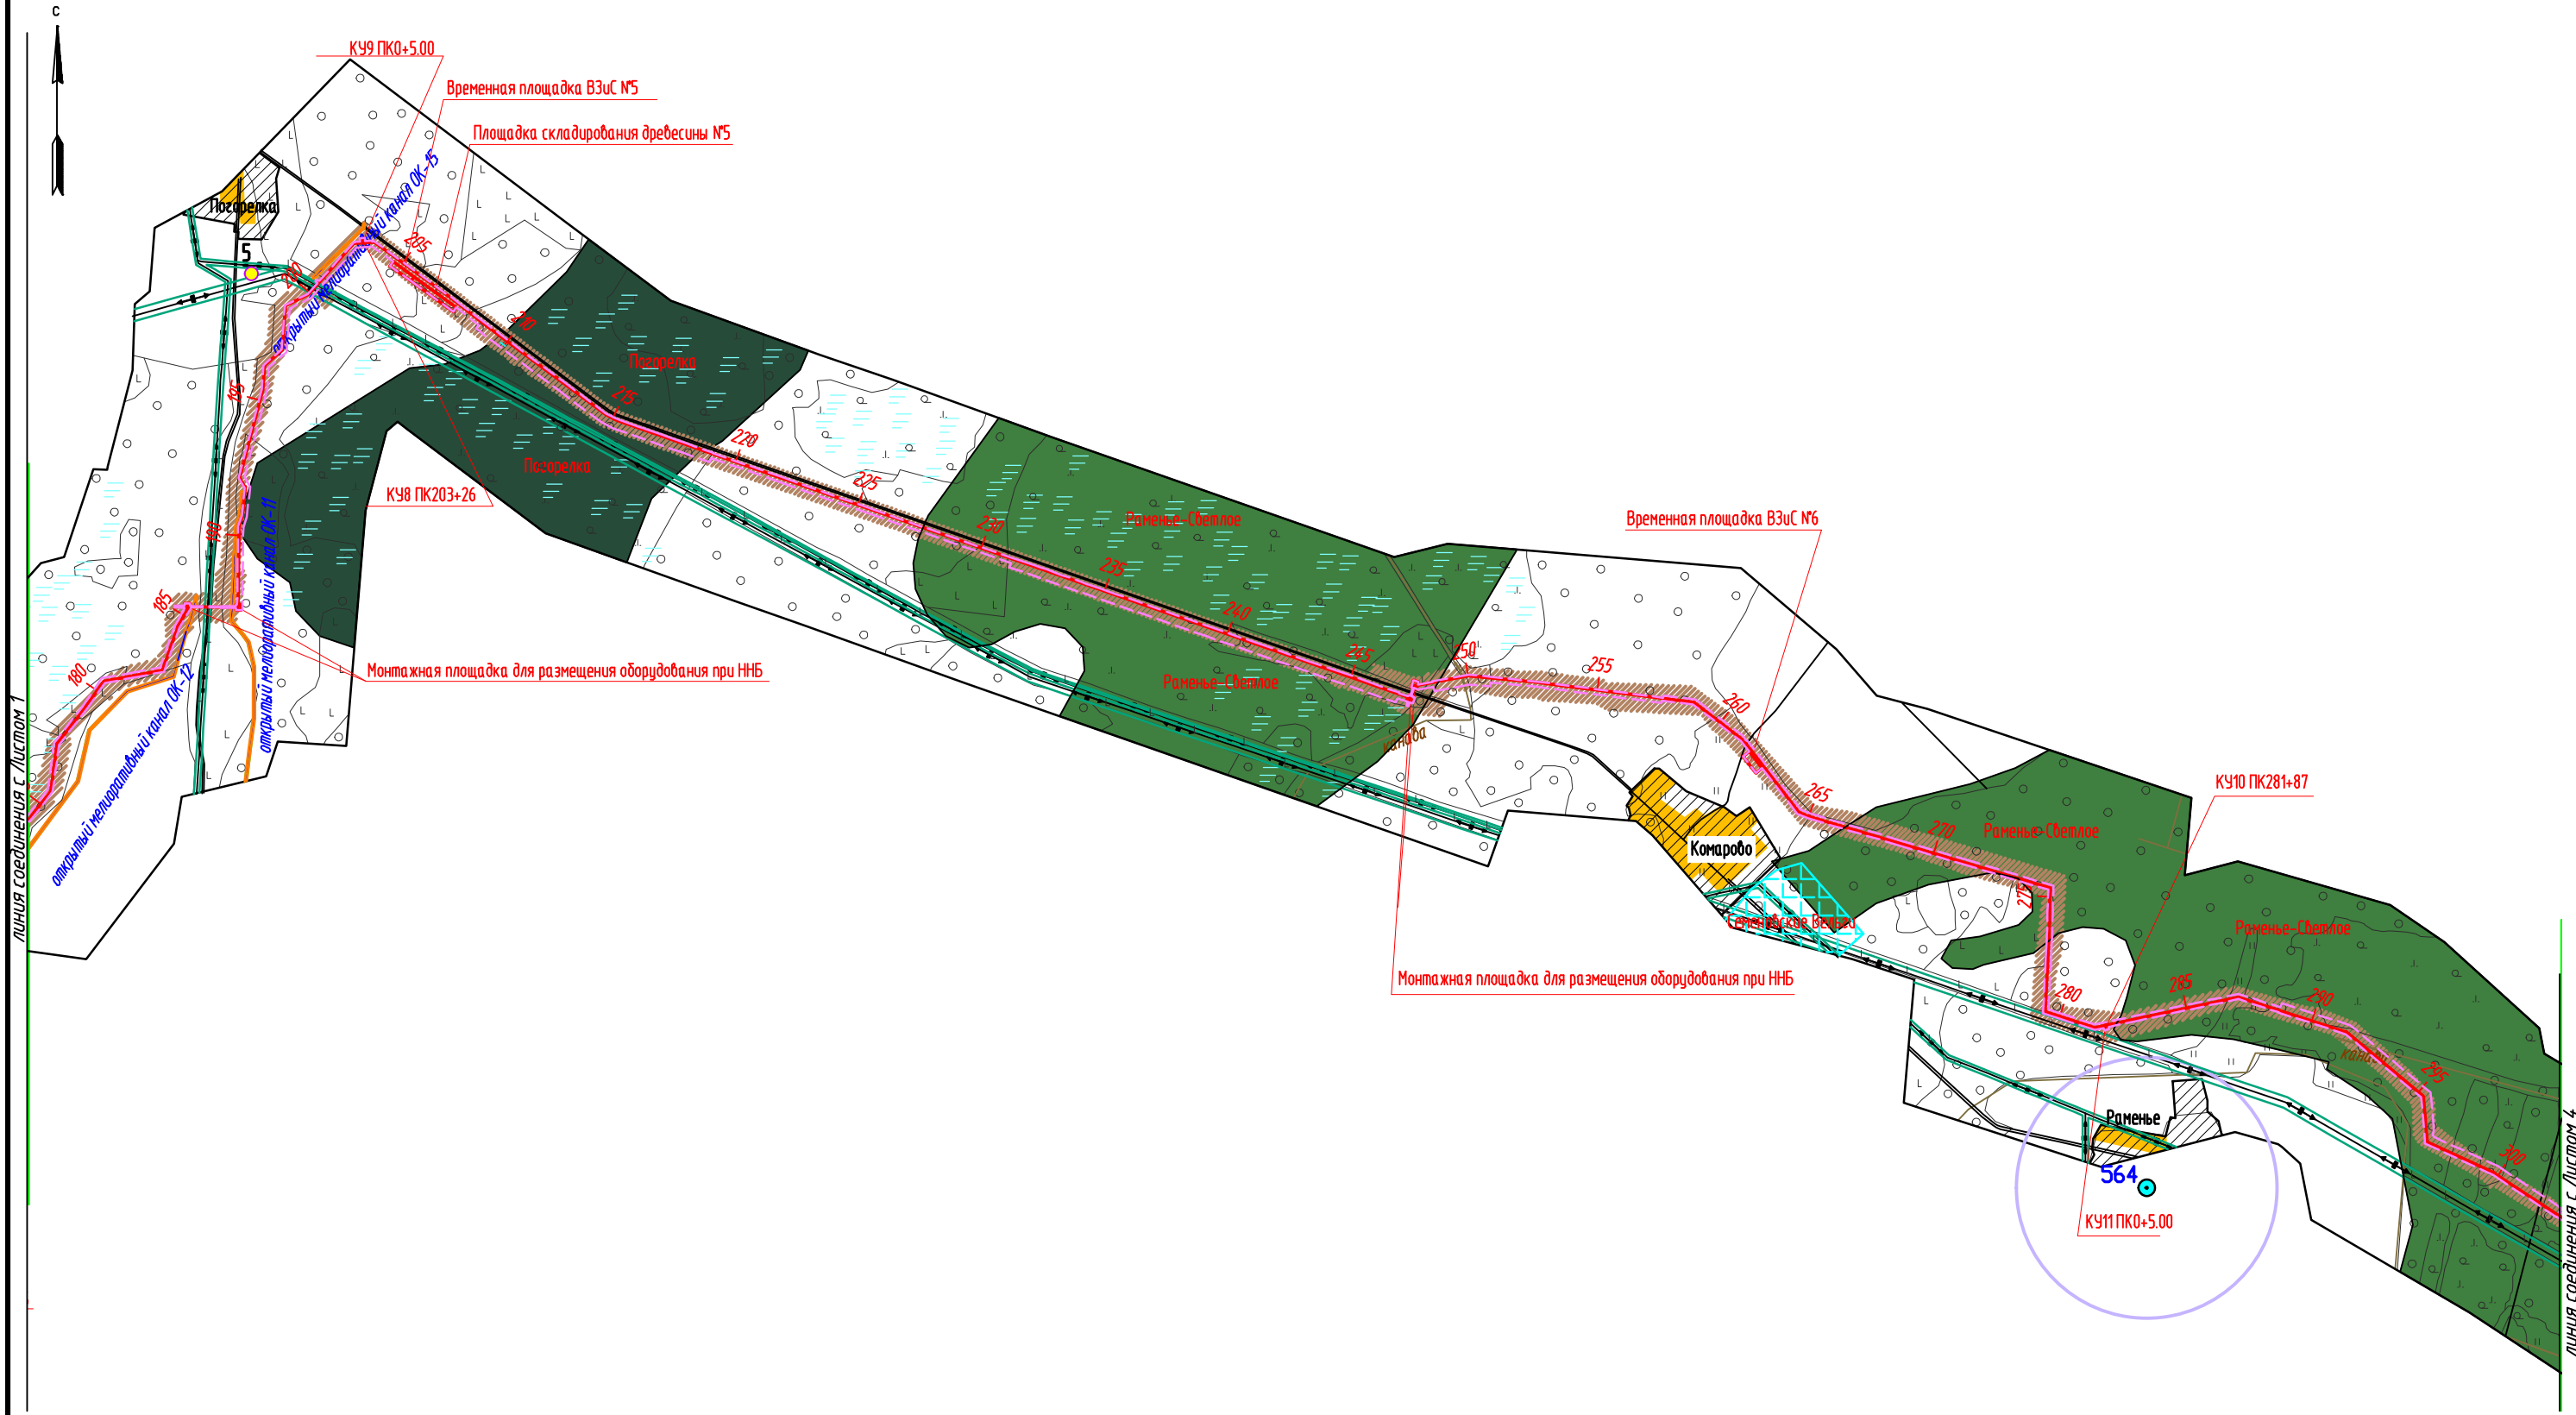 С
КУ9 ПК0+5.00
Временная площадка ВЗиС №5
Площадка складирования древесины №5
открытый мелиоративный канал ОК-15
Погорелка
5
200
205
210
215
Погорелка
Погорелка
195
190
185
180
КУ8 ПК203+26
открытый мелиоративный канал ОК-11
открытый мелиоративный канал ОК-12
Монтажная площадка для размещения оборудования при ННБ
220
225
230
235
240
245
Раменье-Светлое
Раменье-Светлое
канава
250
255
260
265
Временная площадка ВЗиС №6
Комарово
Семеновские Вельги
Монтажная площадка для размещения оборудования при ННБ
270
275
Раменье-Светлое
КУ10 ПК281+87
Раменье-Светлое
280
285
290
канава
295
300
Раменье
564
КУ11 ПК0+5.00
линия соединения с Листом 1
линия соединения с Листом 4